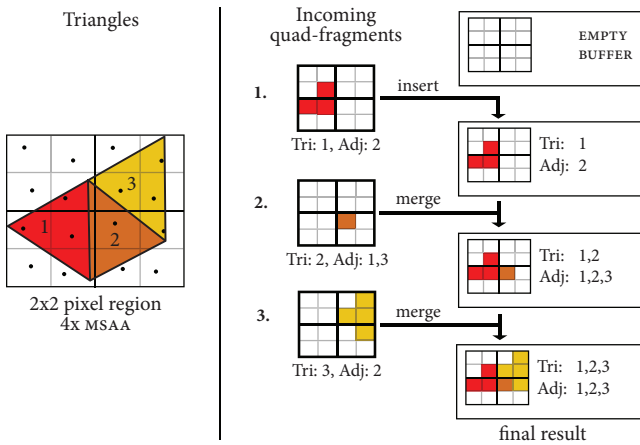 Triangles
1
2
3
2x2 pixel region
4x MSAA
Incoming
quad-fragments
EMPTY
BUFFER
1.
insert
Tri: 1, Adj: 2
Tri: 1
Adj: 2
2.
merge
Tri: 2, Adj: 1,3
Tri: 1,2
Adj: 1,2,3
3.
merge
Tri: 3, Adj: 2
Tri: 1,2,3
Adj: 1,2,3
final result